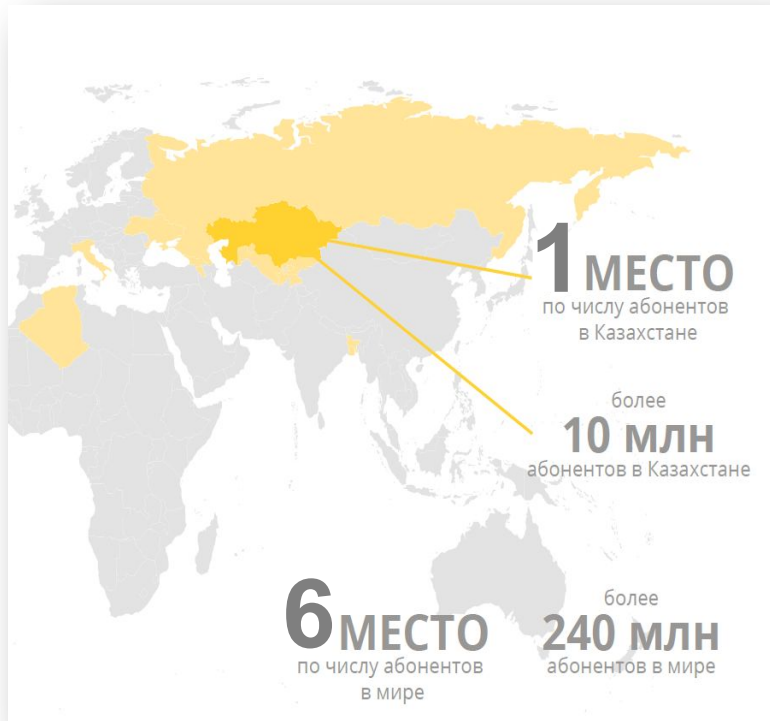 1 МЕСТО
по числу абонентов
в Казахстане
более
10 млн
абонентов в Казахстане
6 МЕСТО
по числу абонентов
в мире
более
240 млн
абонентов в мире